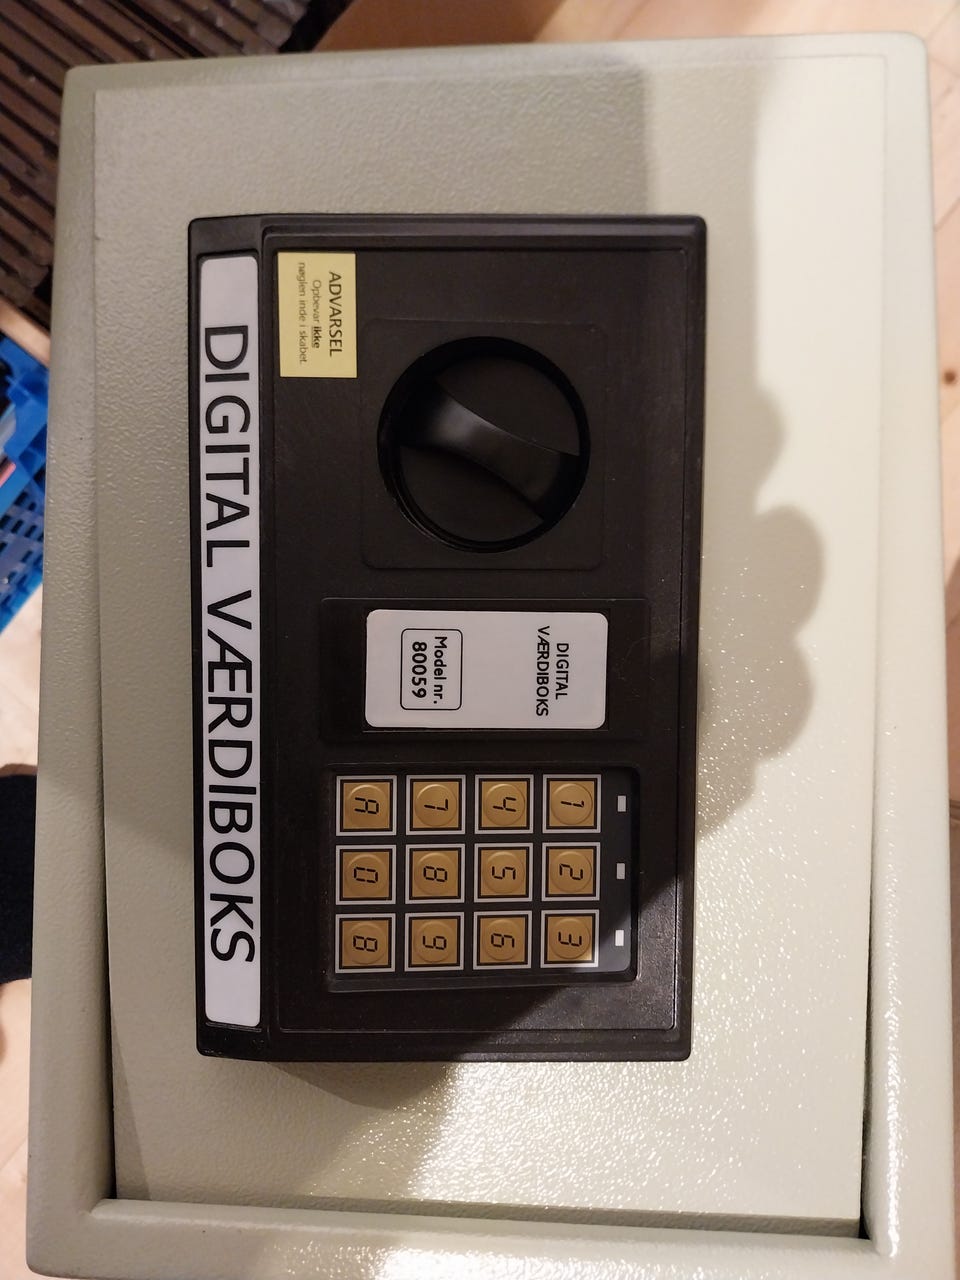 DIGITAL
VÆRDIBOKS
Model nr.
80059
1 2 3
4 5 6
7 8 9
A 0 B
ADVARSEL
Opbevar ikke
nøglen inde i skabet.
DIGITAL VÆRDIBOKS